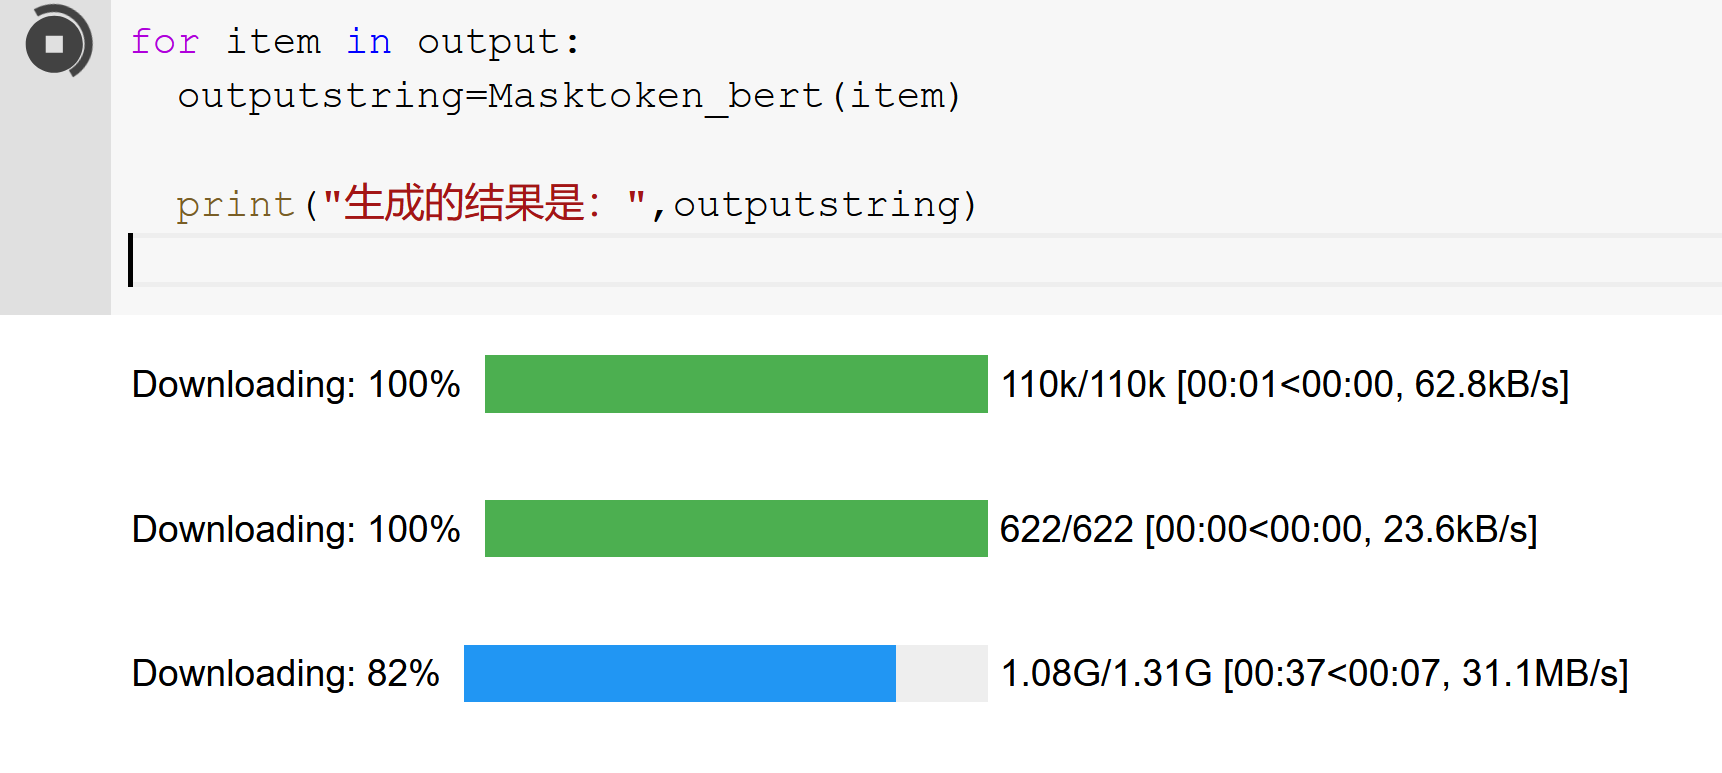 for item in output:
  outputstring=Masktoken_bert(item)
  print("生成的结果是：",outputstring)
Downloading: 100% 110k/110k [00:01<00:00, 62.8kB/s]
Downloading: 100% 622/622 [00:00<00:00, 23.6kB/s]
Downloading: 82% 1.08G/1.31G [00:37<00:07, 31.1MB/s]